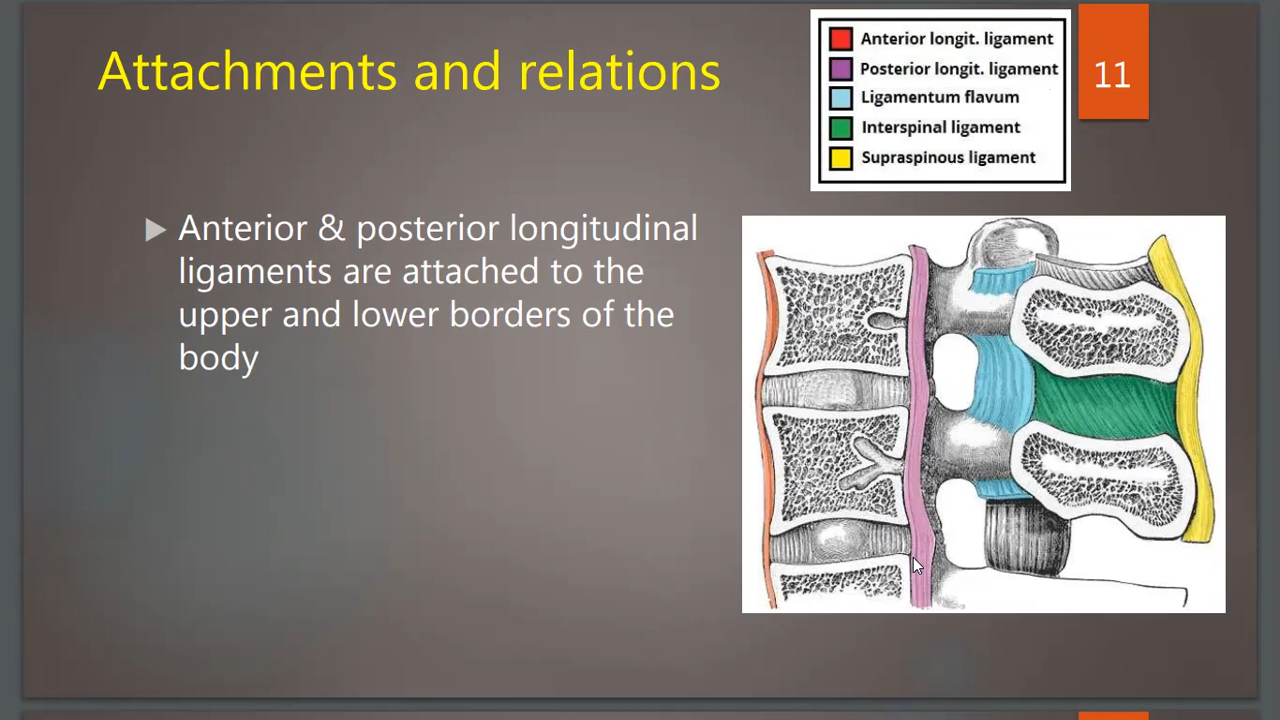 Attachments and relations
11
Anterior longit. ligament
Posterior longit. ligament
Ligamentum flavum
Interspinal ligament
Supraspinous ligament
Anterior & posterior longitudinal
ligaments are attached to the
upper and lower borders of the
body